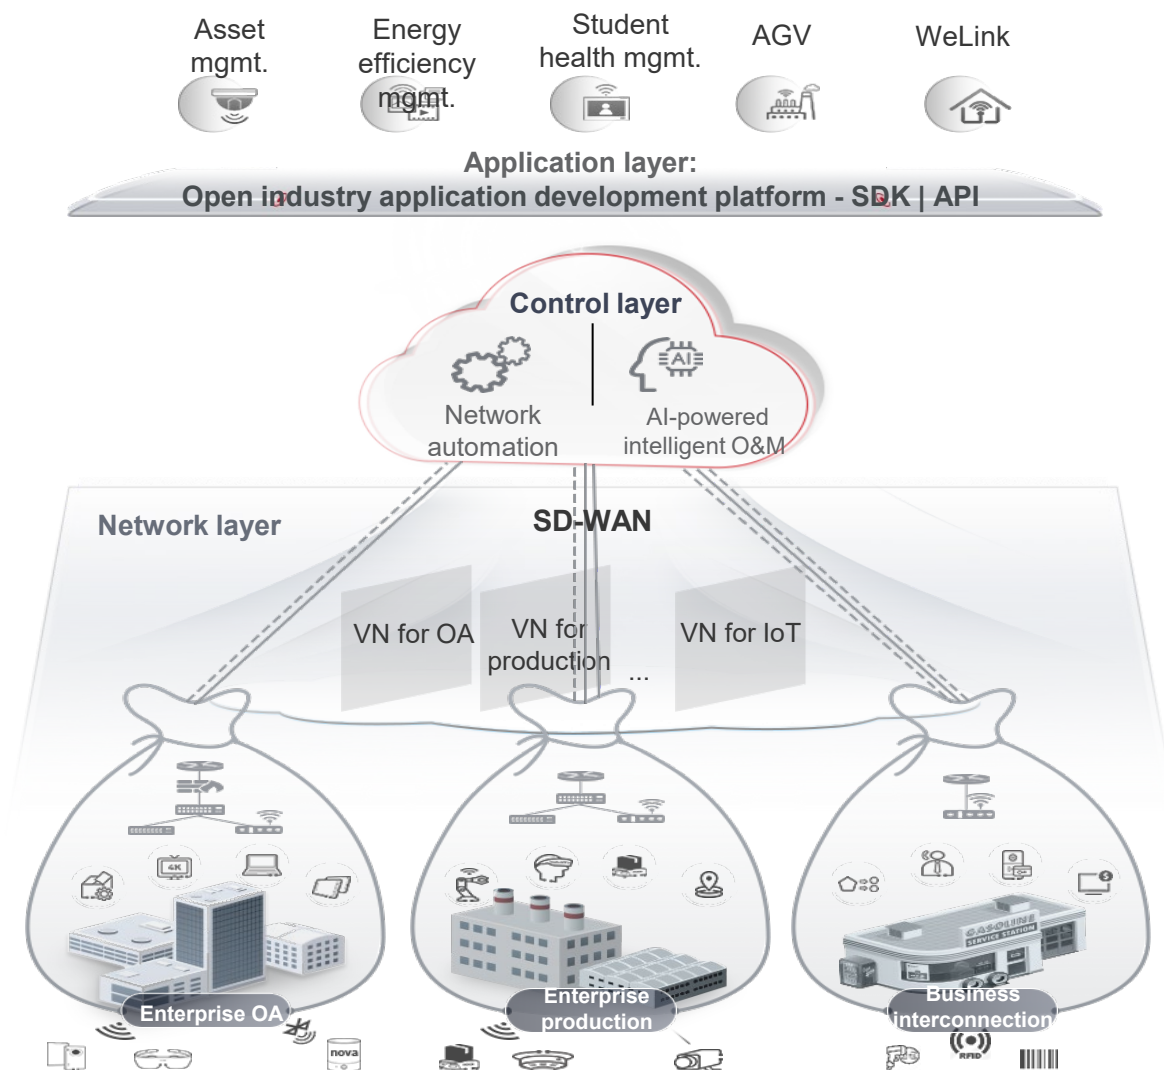 Asset
mgmt.
Energy
efficiency
mgmt.
Student
health mgmt.
AGV
WeLink
Application layer:
Open industry application development platform - SDK | API
Control layer
AI
Network
automation
AI-powered
intelligent O&M
Network layer
SD-WAN
VN for OA
VN for
production
...
VN for IoT
4K
GASOLINE
SERVICE STATION
Enterprise OA
Enterprise
production
Business
interconnection
nova
RFID